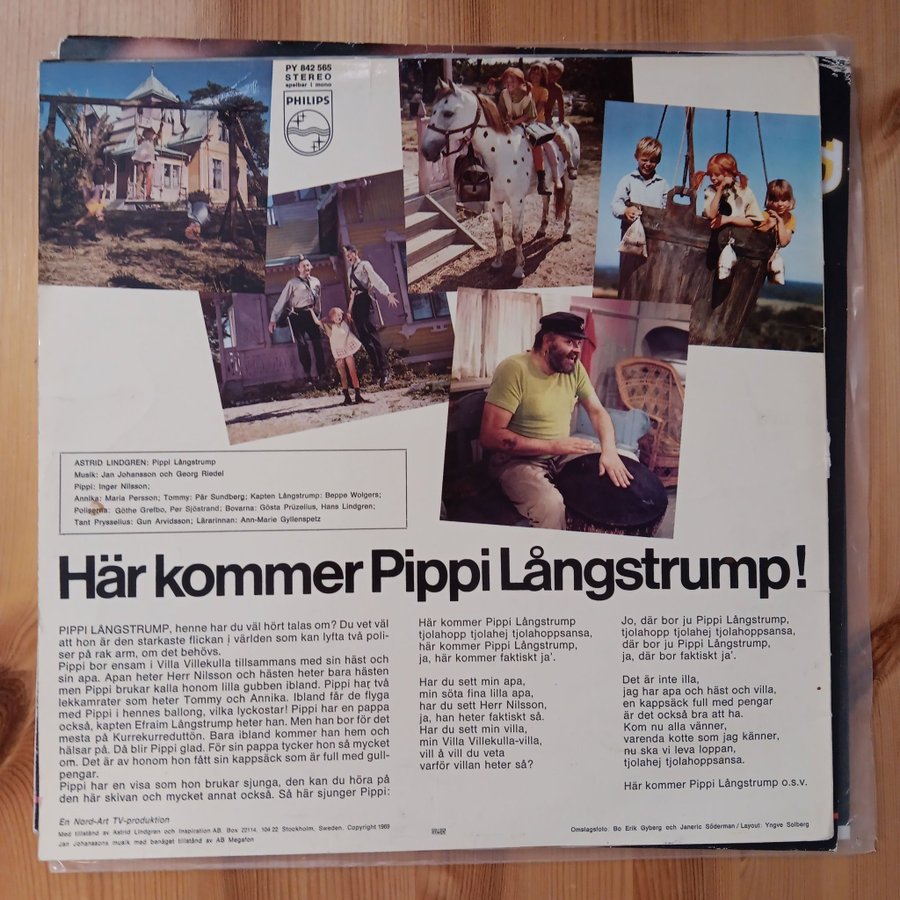 PY 842 565
STEREO
spelbar i mono
PHILIPS
ASTRID LINDGREN: Pippi Långstrump
Musik: Jan Johansson och Georg Riedel
Pippi: Inger Nilsson;
Annika: Maria Persson; Tommy: Pår Sundberg; Kapten Långstrump: Beppe Wolgers;
Poliserna: Göthe Grefbo, Per Sjöstrand; Bovarna: Gösta Prüzelius, Hans Lindgren;
Tant Prysselius: Gun Arvidsson; Lärarinnan: Ann-Marie Gyllenspetz
Här kommer Pippi Långstrump!
PIPPI LÅNGSTRUMP, henne har du väl hört talas om? Du vet väl
att hon är den starkaste flickan i världen som kan lyfta två poli-
ser på rak arm, om det behövs.
Pippi bor ensam i Villa Villekulla tillsammans med sin häst och
sin apa. Apan heter Herr Nilsson och hästen heter bara hästen
men Pippi brukar kalla honom lilla gubben ibland. Pippi har två
lekkamrater som heter Tommy och Annika. Ibland får de flyga
med Pippi i hennes ballong, vilka lyckostar! Pippi har en pappa
också, kapten Efraim Långstrump heter han. Men han bor för det
mesta på Kurrekurreduttön. Bara ibland kommer han hem och
hälsar på. Då blir Pippi glad. För sin pappa tycker hon så mycket
om. Det är av honom hon fått sin kappsäck som är full med gull-
pengar.
Pippi har en visa som hon brukar sjunga, den kan du höra på
den här skivan och mycket annat också. Så här sjunger Pippi:
Här kommer Pippi Långstrump
tjolahopp tjolahej tjolahoppsansa,
här kommer Pippi Långstrump,
ja, här kommer faktiskt ja'.
Har du sett min apa,
min söta fina lilla apa,
har du sett Herr Nilsson,
ja, han heter faktiskt så.
Har du sett min villa,
min Villa Villekulla-villa,
vill å vill du veta
varför villan heter så?
Jo, där bor ju Pippi Långstrump,
tjolahopp tjolahej tjolahoppsansa,
där bor ju Pippi Långstrump,
ja, där bor faktiskt ja'.
Det är inte illa,
jag har apa och häst och villa,
en kappsäck full med pengar
är det också bra att ha.
Kom nu alla vänner,
varenda kotte som jag känner,
nu ska vi leva loppan,
tjolahej tjolahoppsansa.
Här kommer Pippi Långstrump o.s.v.
En Nord-Art TV-produktion
Med tillstånd av Astrid Lindgren och Inspiration AB. Box 22114, 104 22 Stockholm, Sweden. Copyright 1969
Jan Johanssons musik med benäget tillstånd av AB Megafon
Omslagsfoto: Bo Erik Gyberg och Janeric Söderman / Layout: Yngve Solberg